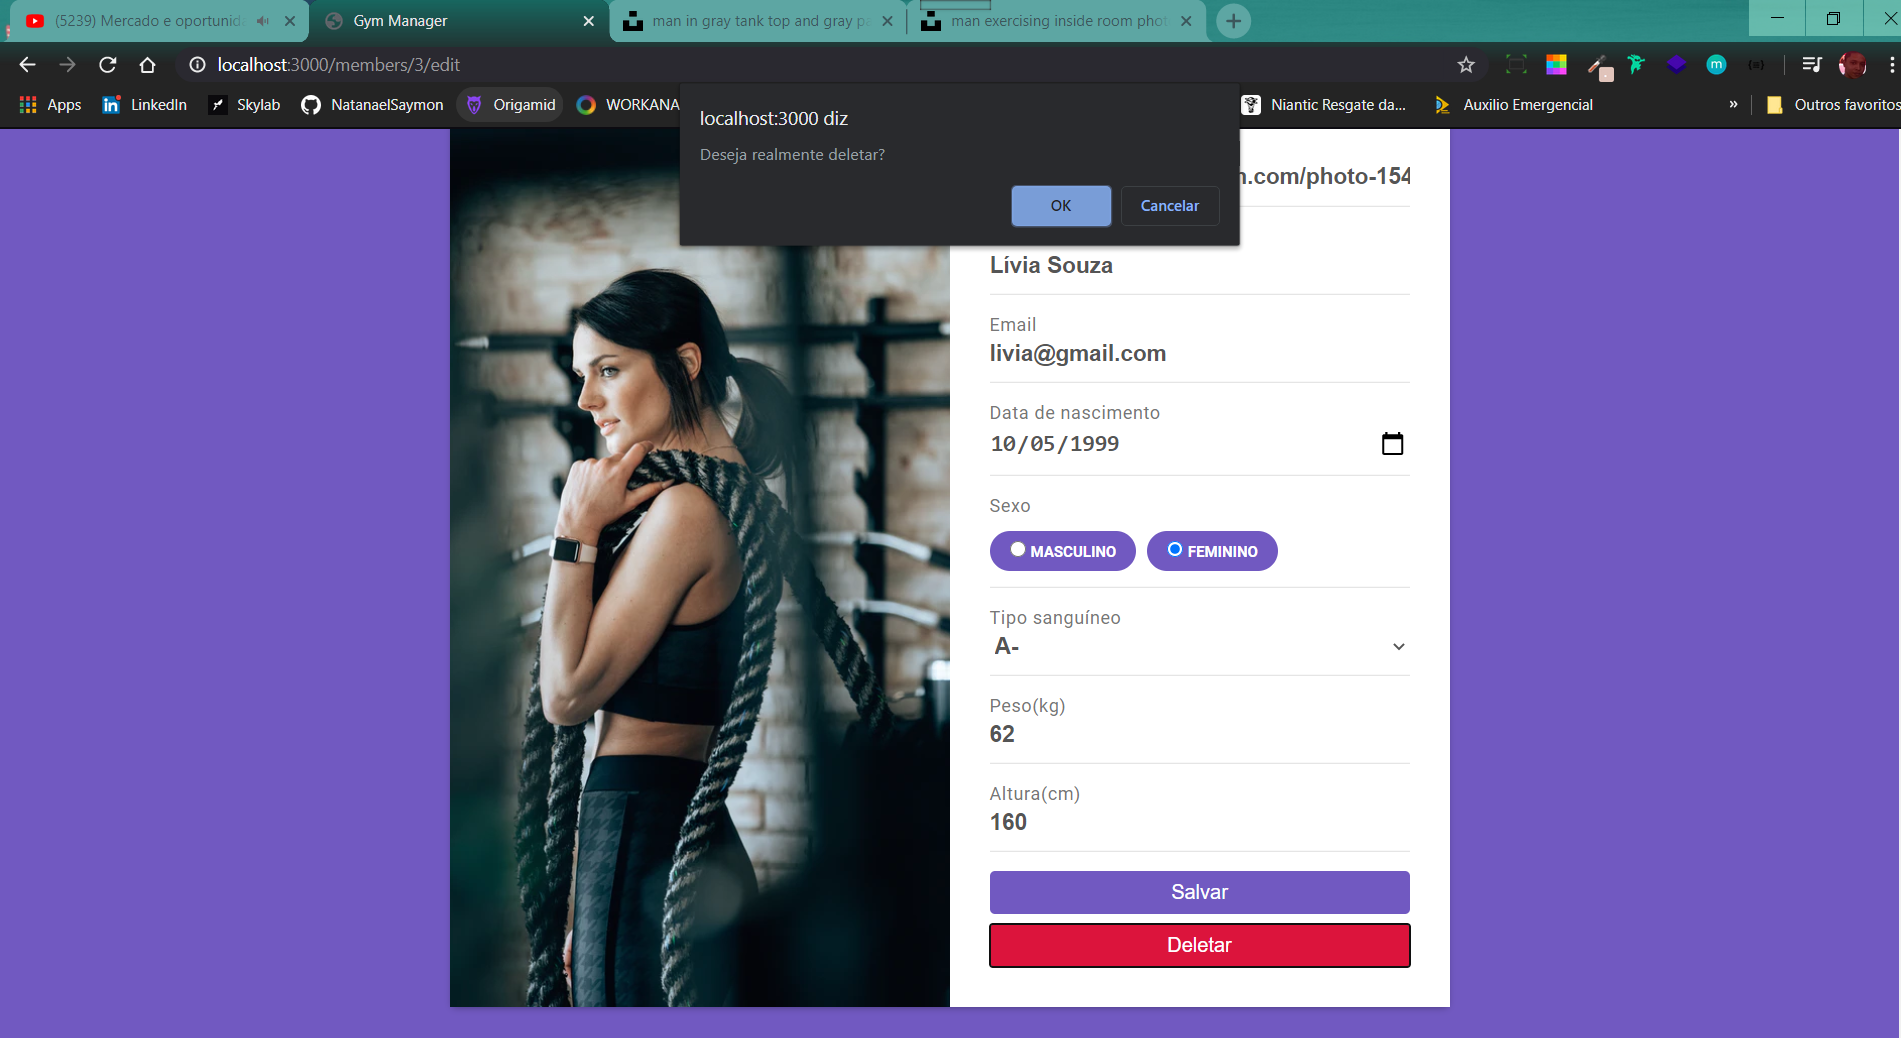 (5239) Mercado e oportunida
Gym Manager
man in gray tank top and gray pa
man exercising inside room phot
localhost:3000/members/3/edit
Apps
LinkedIn
Skylab
NatanaelSaymon
Origamid
WORKANA
Niantic Resgate da...
Auxilio Emergencial
»
Outros favoritos
localhost:3000 diz
Deseja realmente deletar?
OK
Cancelar
n.com/photo-154
Lívia Souza
Email
livia@gmail.com
Data de nascimento
10/05/1999
Sexo
MASCULINO
FEMININO
Tipo sanguíneo
A-
Peso(kg)
62
Altura(cm)
160
Salvar
Deletar